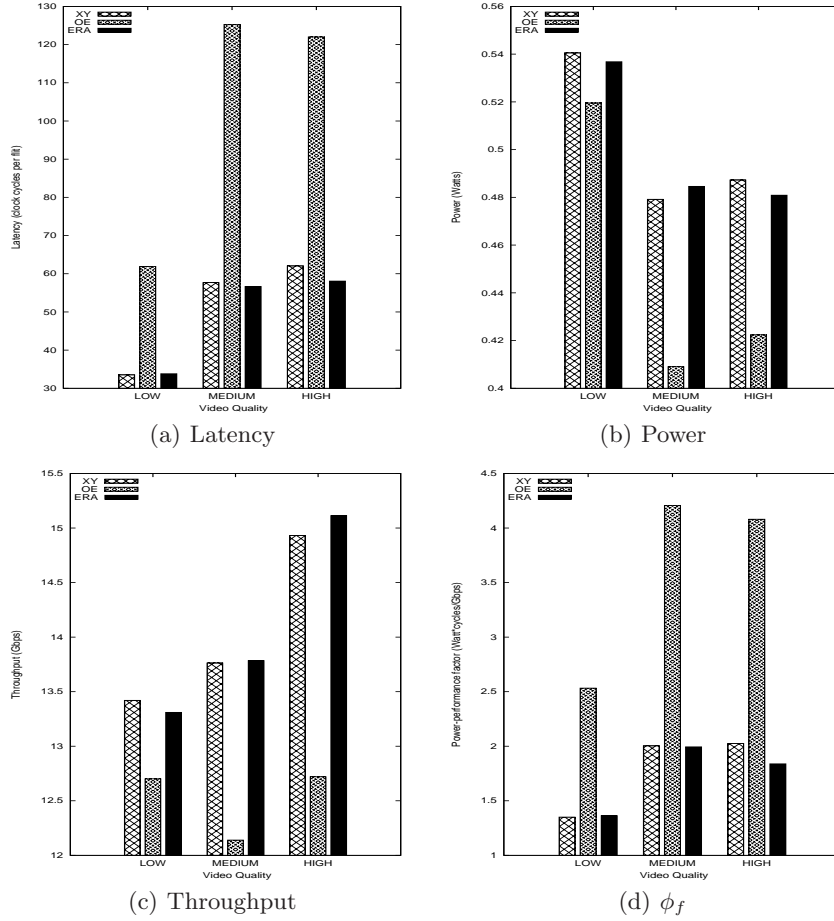 XY
OE
ERA
130
120
110
100
90
80
70
60
50
40
30
Latency (clock cycles per flit)
LOW MEDIUM HIGH
Video Quality
(a) Latency
XY
OE
ERA
0.56
0.54
0.52
0.5
0.48
0.46
0.44
0.42
0.4
Power (Watts)
LOW MEDIUM HIGH
Video Quality
(b) Power
XY
OE
ERA
15.5
15
14.5
14
13.5
13
12.5
12
Throughput (Gbps)
LOW MEDIUM HIGH
Video Quality
(c) Throughput
XY
OE
ERA
4.5
4
3.5
3
2.5
2
1.5
1
Power-performance factor (Watt*cycles/Gbps)
LOW MEDIUM HIGH
Video Quality
(d) ϕ_f